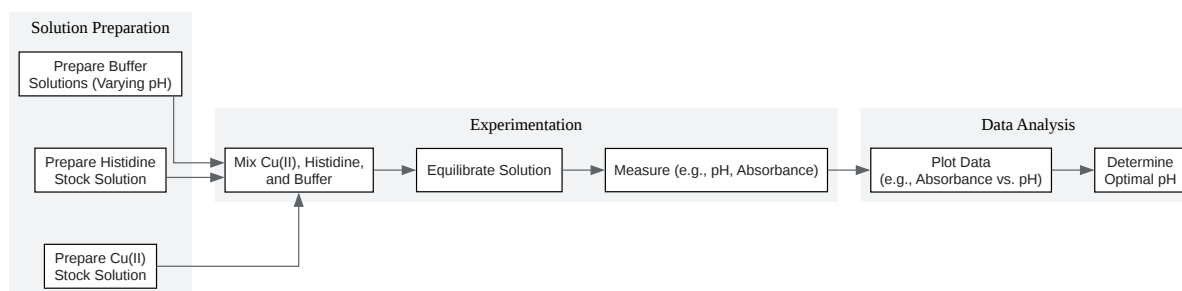 Solution Preparation
Prepare Buffer
Solutions (Varying pH)
Prepare Histidine
Stock Solution
Prepare Cu(II)
Stock Solution
Experimentation
Mix Cu(II), Histidine,
and Buffer
Equilibrate Solution
Measure (e.g., pH, Absorbance)
Data Analysis
Plot Data
(e.g., Absorbance vs. pH)
Determine
Optimal pH